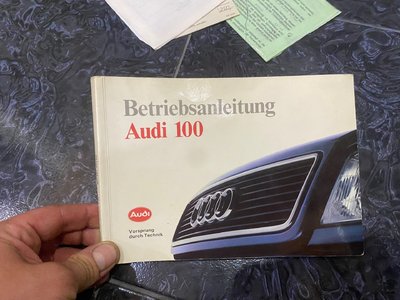 Betriebsanleitung
Audi 100
Audi
Vorsprung
durch Technik